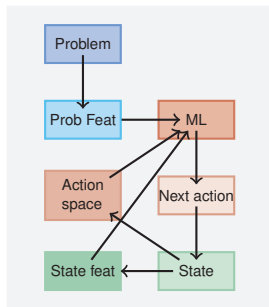 Problem
Prob Feat
ML
Action
space
Next action
State feat
State